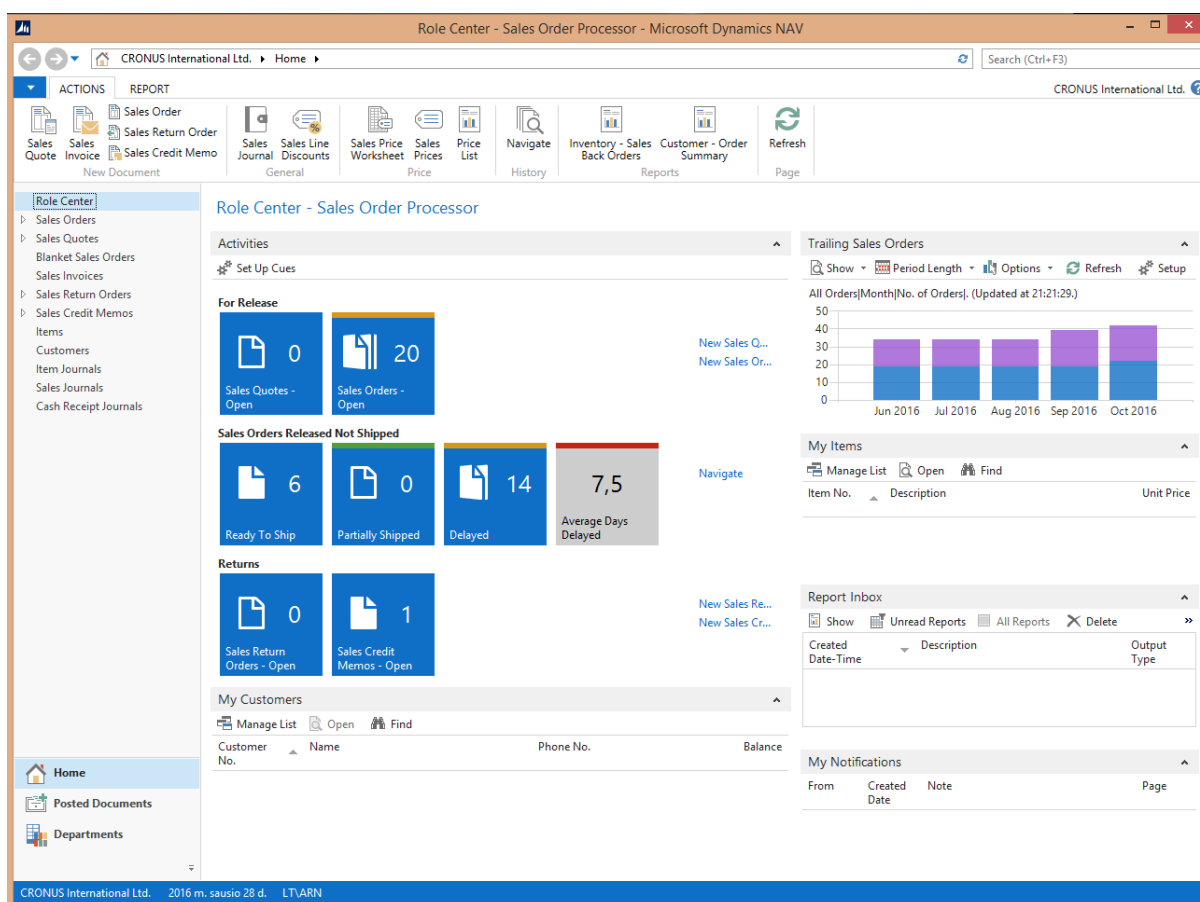 Role Center - Sales Order Processor - Microsoft Dynamics NAV
CRONUS International Ltd. Home
Search (Ctrl+F3)
ACTIONS REPORT
CRONUS International Ltd.
Sales Quote
Sales Invoice
Sales Order
Sales Return Order
Sales Credit Memo
New Document
Sales Journal
Sales Line Discounts
General
Sales Price Worksheet
Sales Prices
Price List
Price
Navigate
History
Inventory - Sales Back Orders
Customer - Order Summary
Reports
Refresh
Page
Role Center
Sales Orders
Sales Quotes
Blanket Sales Orders
Sales Invoices
Sales Return Orders
Sales Credit Memos
Items
Customers
Item Journals
Sales Journals
Cash Receipt Journals
Home
Posted Documents
Departments
Role Center - Sales Order Processor
Activities
Set Up Cues
For Release
0
Sales Quotes -
Open
20
Sales Orders -
Open
New Sales Q...
New Sales Or...
Sales Orders Released Not Shipped
6
Ready To Ship
0
Partially Shipped
14
Delayed
7,5
Average Days
Delayed
Navigate
Returns
0
Sales Return
Orders - Open
1
Sales Credit
Memos - Open
New Sales Re...
New Sales Cr...
My Customers
Manage List Open Find
Customer No. Name Phone No. Balance
Trailing Sales Orders
Show Period Length Options Refresh Setup
All Orders|Month|No. of Orders|. (Updated at 21:21:29.)
50
40
30
20
10
0
Jun 2016 Jul 2016 Aug 2016 Sep 2016 Oct 2016
My Items
Manage List Open Find
Item No. Description Unit Price
Report Inbox
Show Unread Reports All Reports Delete
Created Date-Time Description Output Type
My Notifications
From Created Date Note Page
CRONUS International Ltd. 2016 m. sausio 28 d. LT\ARN